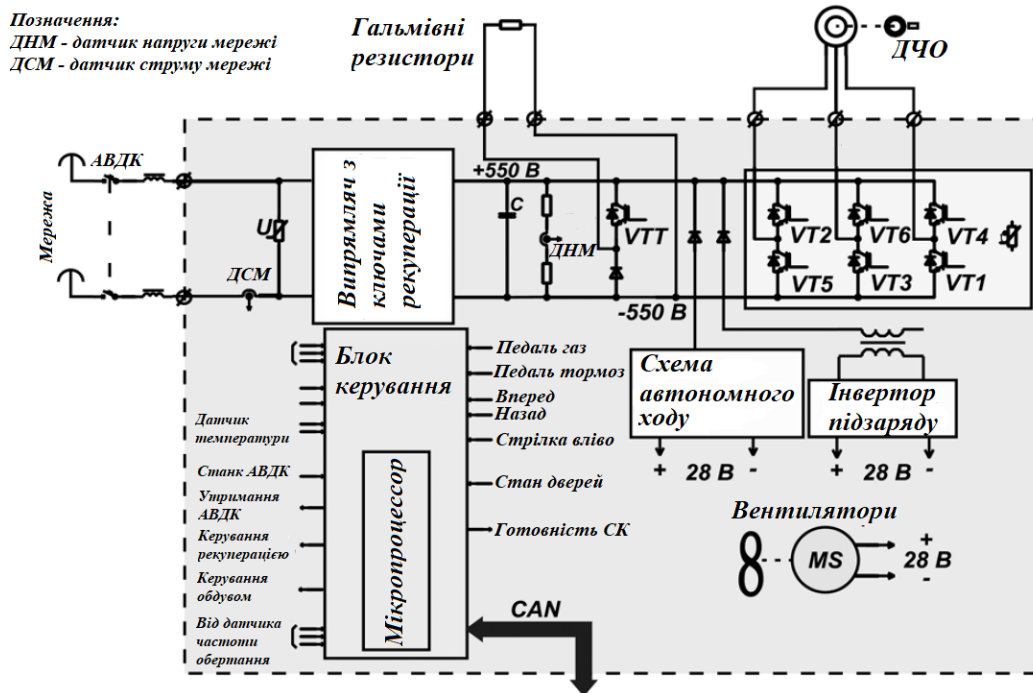 Позначення:
ДНМ - датчик напруги мережі
ДСМ - датчик струму мережі
Гальмівні
резистори
ДЧО
АВДК
Мережа
U
ДСМ
Випрямляч з
ключами
рекуперації
+550 В
C
ДНМ
VTT
-550 В
VT2
VT6
VT4
VT5
VT3
VT1
Блок
керування
Мікропроцессор
Датчик
температури
Станк АВДК
Утримання
АВДК
Керування
рекуперацією
Керування
обдувом
Від датчика
частоти
обертання
Педаль газ
Педаль тормоз
Вперед
Назад
Стрілка вліво
Стан дверей
Готовність СК
CAN
Схема
автономного
ходу
+ 28 В -
Інвертор
підзаряду
+ 28 В -
Вентилятори
MS
+
28 В
-